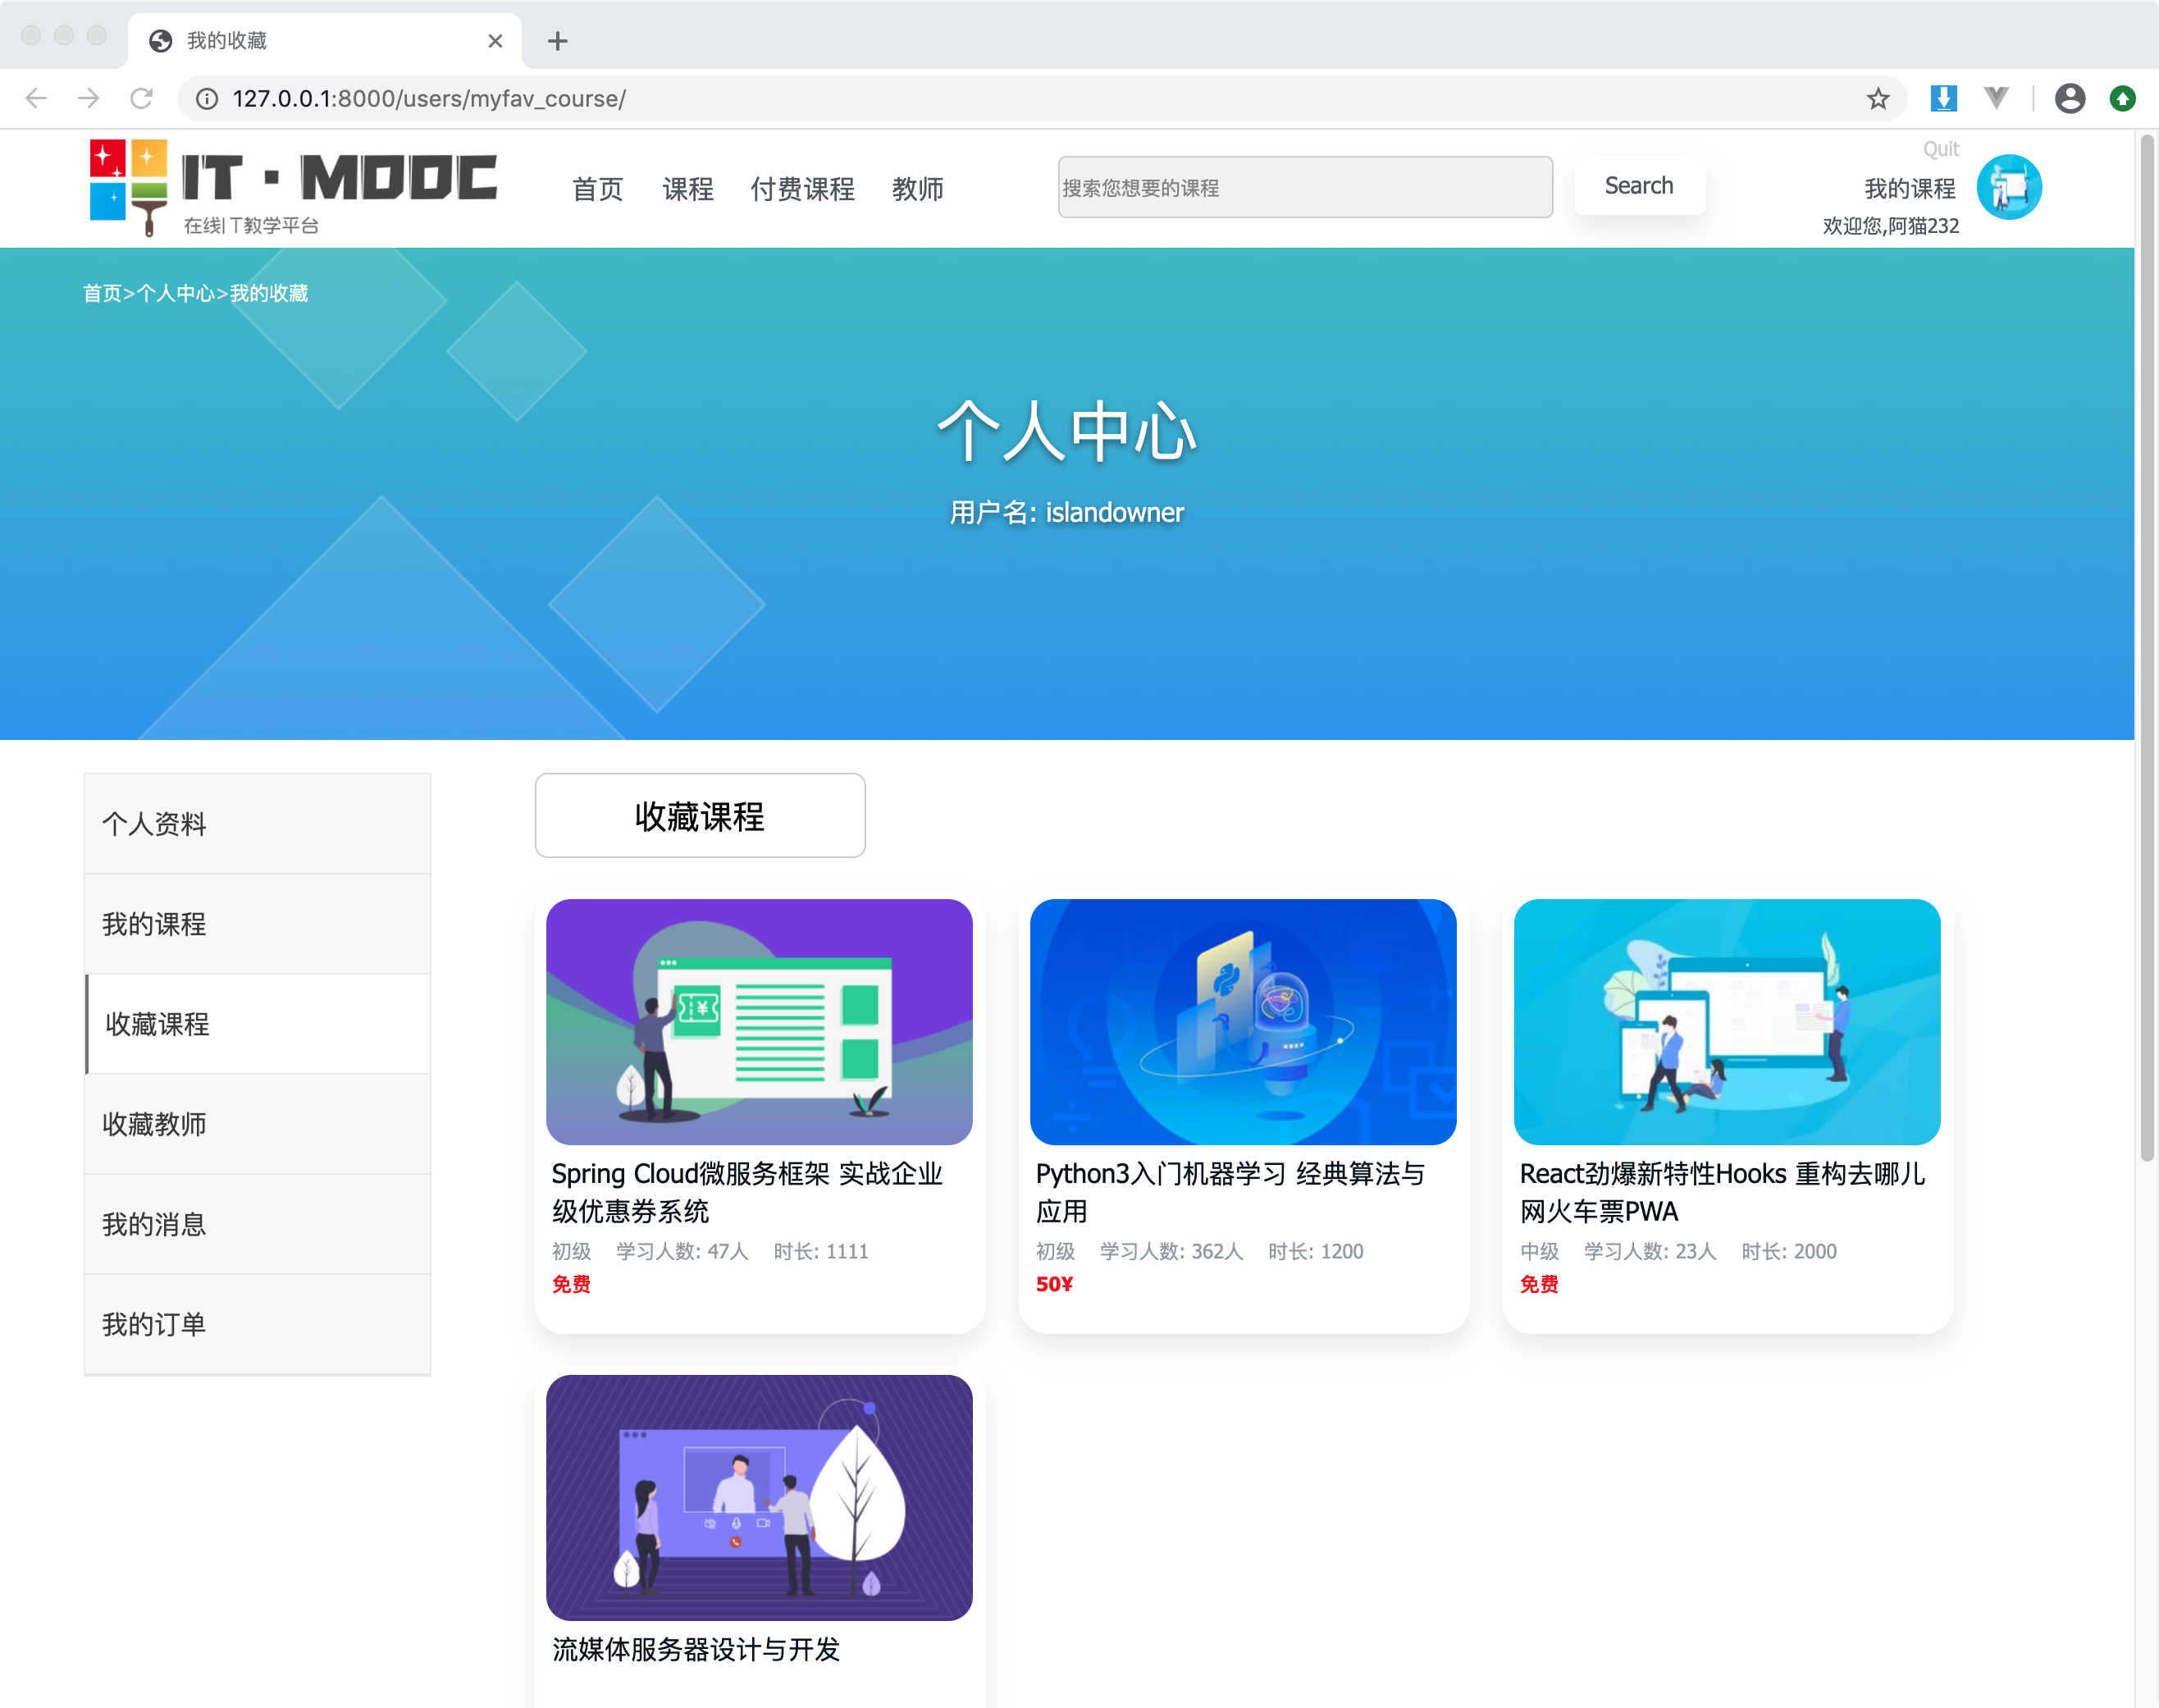 我的收藏
127.0.0.1:8000/users/myfav_course/
IT·MOOC
在线IT教学平台
首页 课程 付费课程 教师
搜索您想要的课程
Search
Quit
我的课程
欢迎您,阿猫232
首页>个人中心>我的收藏
个人中心
用户名: islandowner
个人资料
我的课程
收藏课程
收藏教师
我的消息
我的订单
收藏课程
Spring Cloud微服务框架 实战企业
级优惠券系统
初级 学习人数: 47人 时长: 1111
免费
Python3入门机器学习 经典算法与
应用
初级 学习人数: 362人 时长: 1200
50¥
React劲爆新特性Hooks 重构去哪儿
网火车票PWA
中级 学习人数: 23人 时长: 2000
免费
流媒体服务器设计与开发